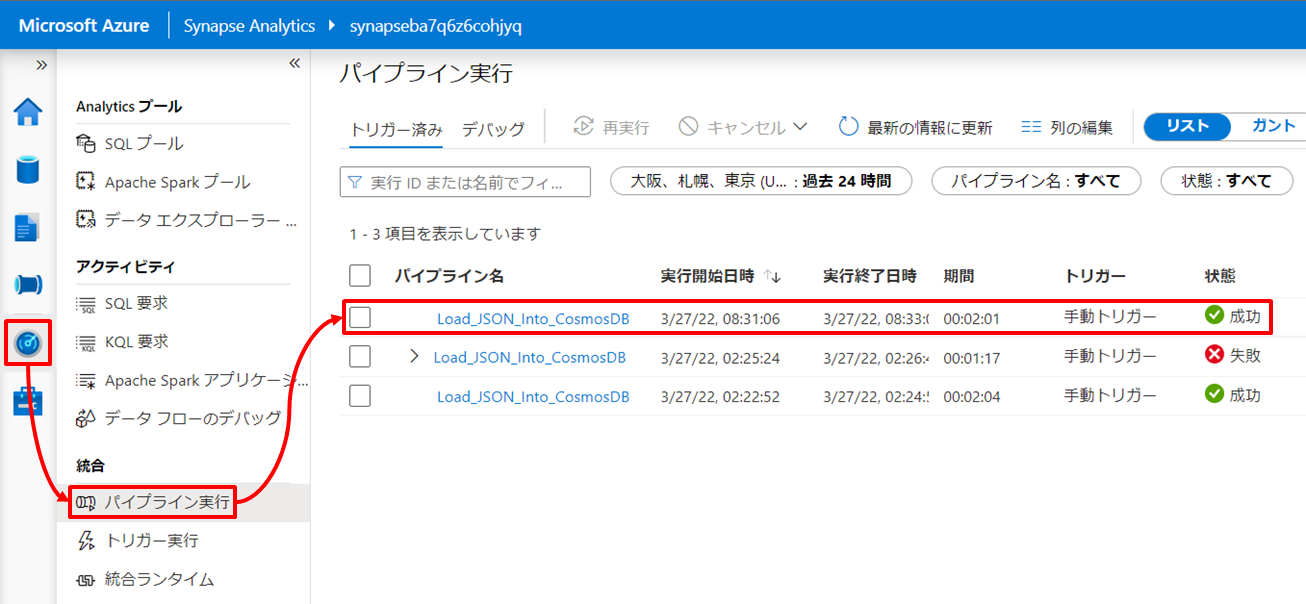 Microsoft Azure Synapse Analytics synapseba7q6z6cohjyq
Analytics プール
SQL プール
Apache Spark プール
データ エクスプローラー ...
アクティビティ
SQL 要求
KQL 要求
Apache Spark アプリケーシ...
データ フローのデバッグ
統合
パイプライン実行
トリガー実行
統合ランタイム
パイプライン実行
トリガー済み デバッグ 再実行 キャンセル 最新の情報に更新 列の編集 リスト ガント
実行 ID または名前でフィ... 大阪、札幌、東京 (U... : 過去 24 時間 パイプライン名 : すべて 状態 : すべて
1 - 3 項目を表示しています
パイプライン名 実行開始日時 実行終了日時 期間 トリガー 状態
Load_JSON_Into_CosmosDB 3/27/22, 08:31:06 3/27/22, 08:33: 00:02:01 手動トリガー 成功
Load_JSON_Into_CosmosDB 3/27/22, 02:25:24 3/27/22, 02:26: 00:01:17 手動トリガー 失敗
Load_JSON_Into_CosmosDB 3/27/22, 02:22:52 3/27/22, 02:24: 00:02:04 手動トリガー 成功